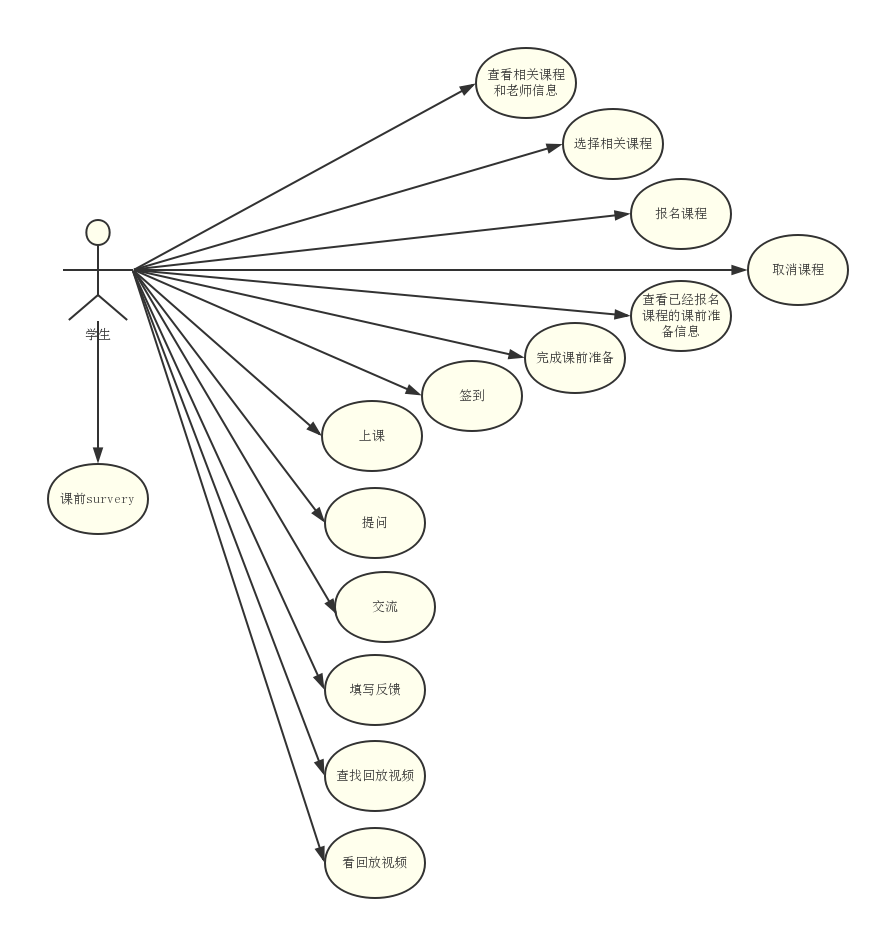 查看相关课程
和老师信息
选择相关课程
报名课程
取消课程
查看已经报名
课程的课前准
备信息
学生
完成课前准备
签到
上课
课前survery
提问
交流
填写反馈
查找回放视频
看回放视频